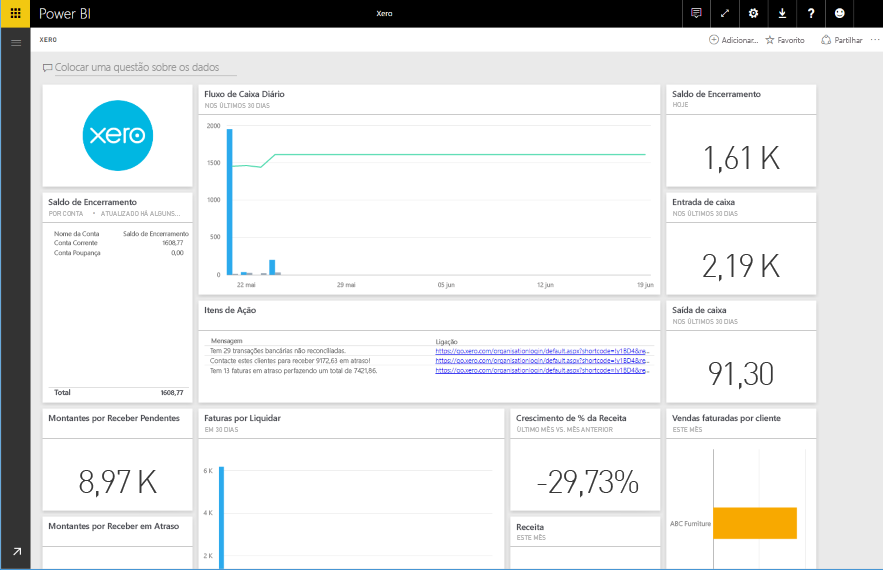 Power BI
Xero
XERO
Adicionar...
Favorito
Partilhar
Colocar uma questão sobre os dados
xero
Fluxo de Caixa Diário
NOS ÚLTIMOS 30 DIAS
2000
1500
1000
500
0
22 mai
29 mai
05 jun
12 jun
19 jun
Saldo de Encerramento
HOJE
1,61 K
Saldo de Encerramento
POR CONTA • ATUALIZADO HÁ ALGUNS...
Nome da Conta Saldo de Encerramento
Conta Corrente 1608,77
Conta Poupança 0,00
Total 1608,77
Entrada de caixa
NOS ÚLTIMOS 30 DIAS
2,19 K
Itens de Ação
Mensagem Ligação
Tem 29 transações bancárias não reconciliadas. https://go.xero.com/organisationlogin/default.aspx?shortcode=!y1BD4&re...
Contacte estes clientes para receber 9172,63 em atraso! https://go.xero.com/organisationlogin/default.aspx?shortcode=!y1BD4&re...
Tem 13 faturas em atraso perfazendo um total de 7421,86. https://go.xero.com/organisationlogin/default.aspx?shortcode=!y1BD4&re...
Saída de caixa
NOS ÚLTIMOS 30 DIAS
91,30
Montantes por Receber Pendentes
8,97 K
Faturas por Liquidar
EM 30 DIAS
6 K
4 K
2 K
Crescimento de % da Receita
ÚLTIMO MÊS VS. MÊS ANTERIOR
-29,73%
Vendas faturadas por cliente
ESTE MÊS
ABC Furniture
Montantes por Receber em Atraso
Receita
ESTE MÊS